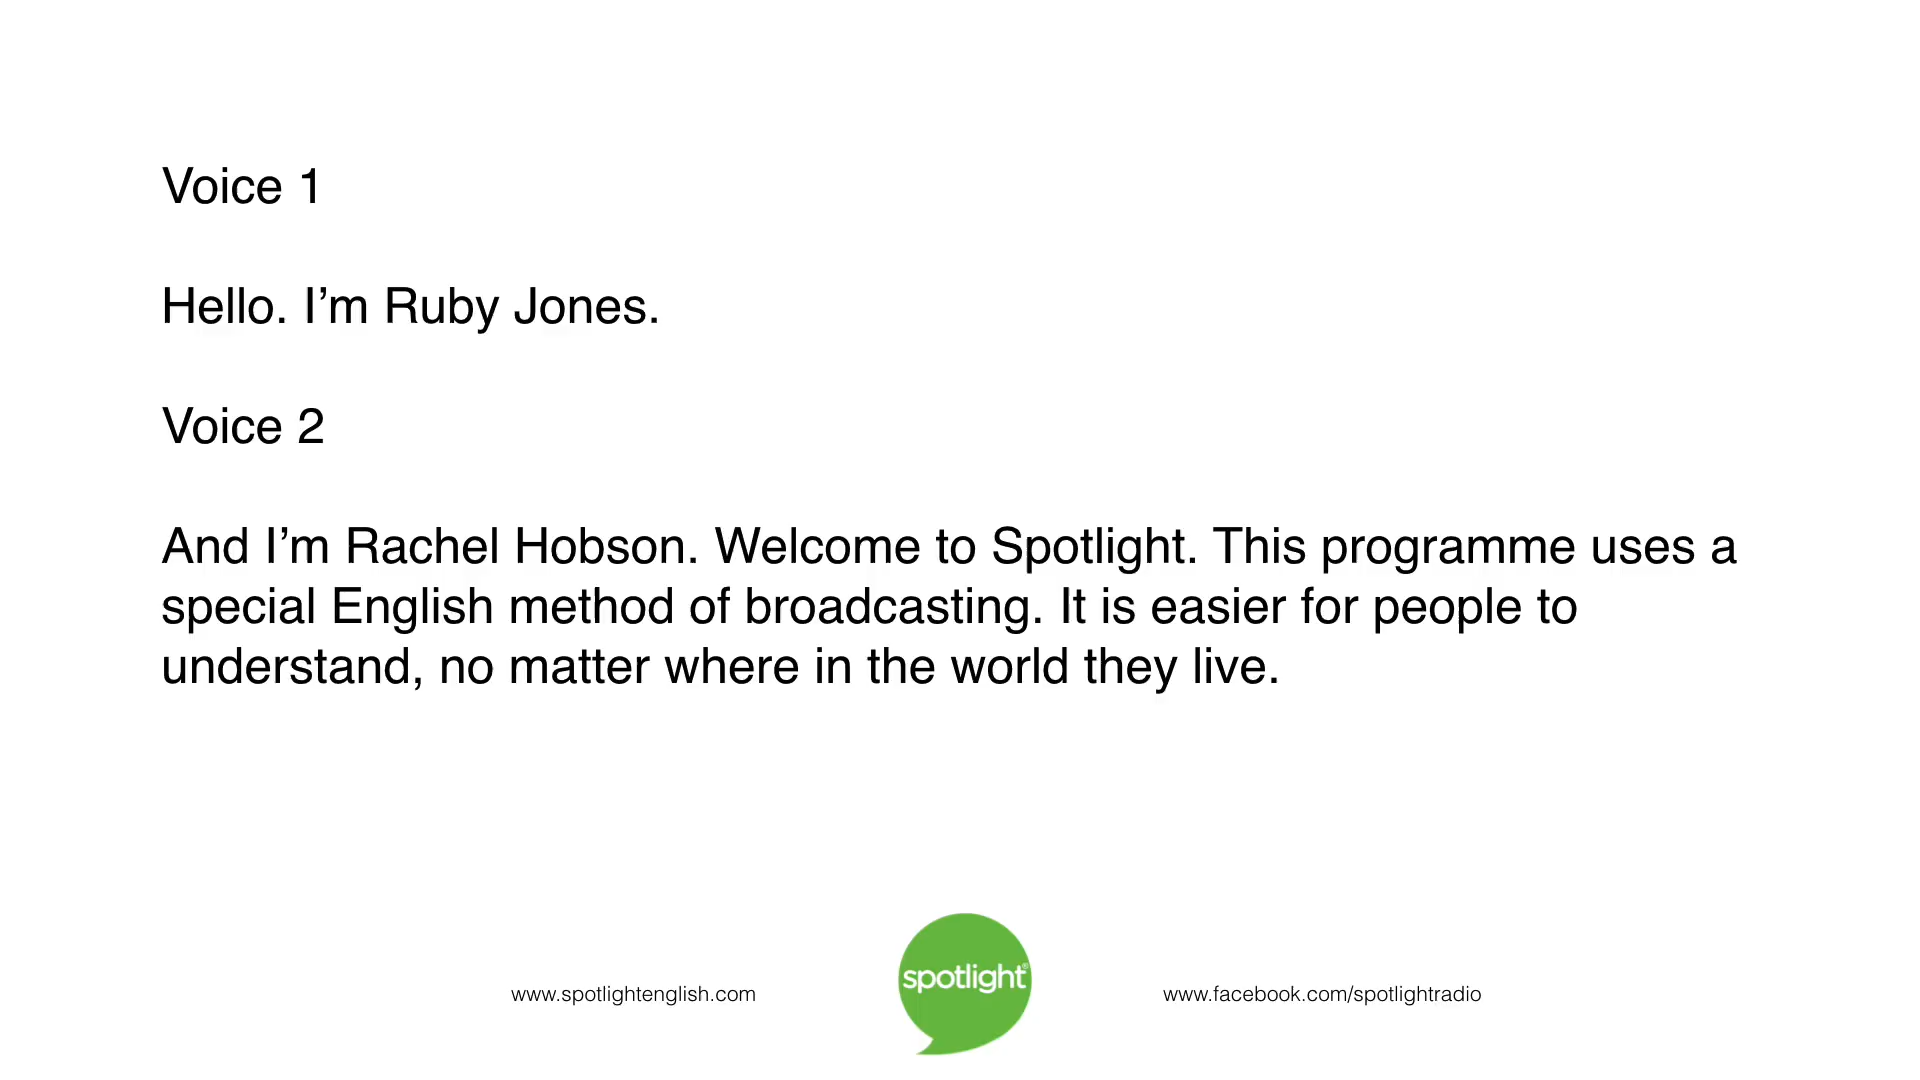 Voice 1
Hello. I’m Ruby Jones.
Voice 2
And I’m Rachel Hobson. Welcome to Spotlight. This programme uses a
special English method of broadcasting. It is easier for people to
understand, no matter where in the world they live.
www.spotlightenglish.com
spotlight®
www.facebook.com/spotlightradio